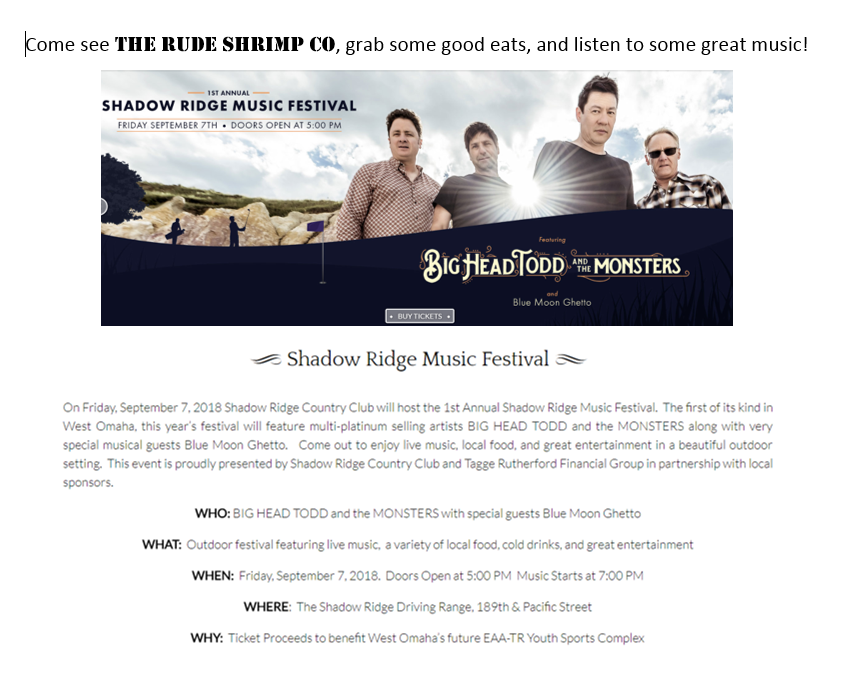 Come see THE RUDE SHRIMP CO, grab some good eats, and listen to some great music!
1ST ANNUAL
SHADOW RIDGE MUSIC FESTIVAL
FRIDAY SEPTEMBER 7TH • DOORS OPEN AT 5:00 PM
Featuring
BIG HEAD TODD AND THE MONSTERS
and
Blue Moon Ghetto
• BUY TICKETS •
Shadow Ridge Music Festival
On Friday, September 7, 2018 Shadow Ridge Country Club will host the 1st Annual Shadow Ridge Music Festival. The first of its kind in
West Omaha, this year's festival will feature multi-platinum selling artists BIG HEAD TODD and the MONSTERS along with very
special musical guests Blue Moon Ghetto. Come out to enjoy live music, local food, and great entertainment in a beautiful outdoor
setting. This event is proudly presented by Shadow Ridge Country Club and Tagge Rutherford Financial Group in partnership with local
sponsors.
WHO: BIG HEAD TODD and the MONSTERS with special guests Blue Moon Ghetto
WHAT: Outdoor festival featuring live music, a variety of local food, cold drinks, and great entertainment
WHEN: Friday, September 7, 2018. Doors Open at 5:00 PM Music Starts at 7:00 PM
WHERE: The Shadow Ridge Driving Range, 189th & Pacific Street
WHY: Ticket Proceeds to benefit West Omaha's future EAA-TR Youth Sports Complex